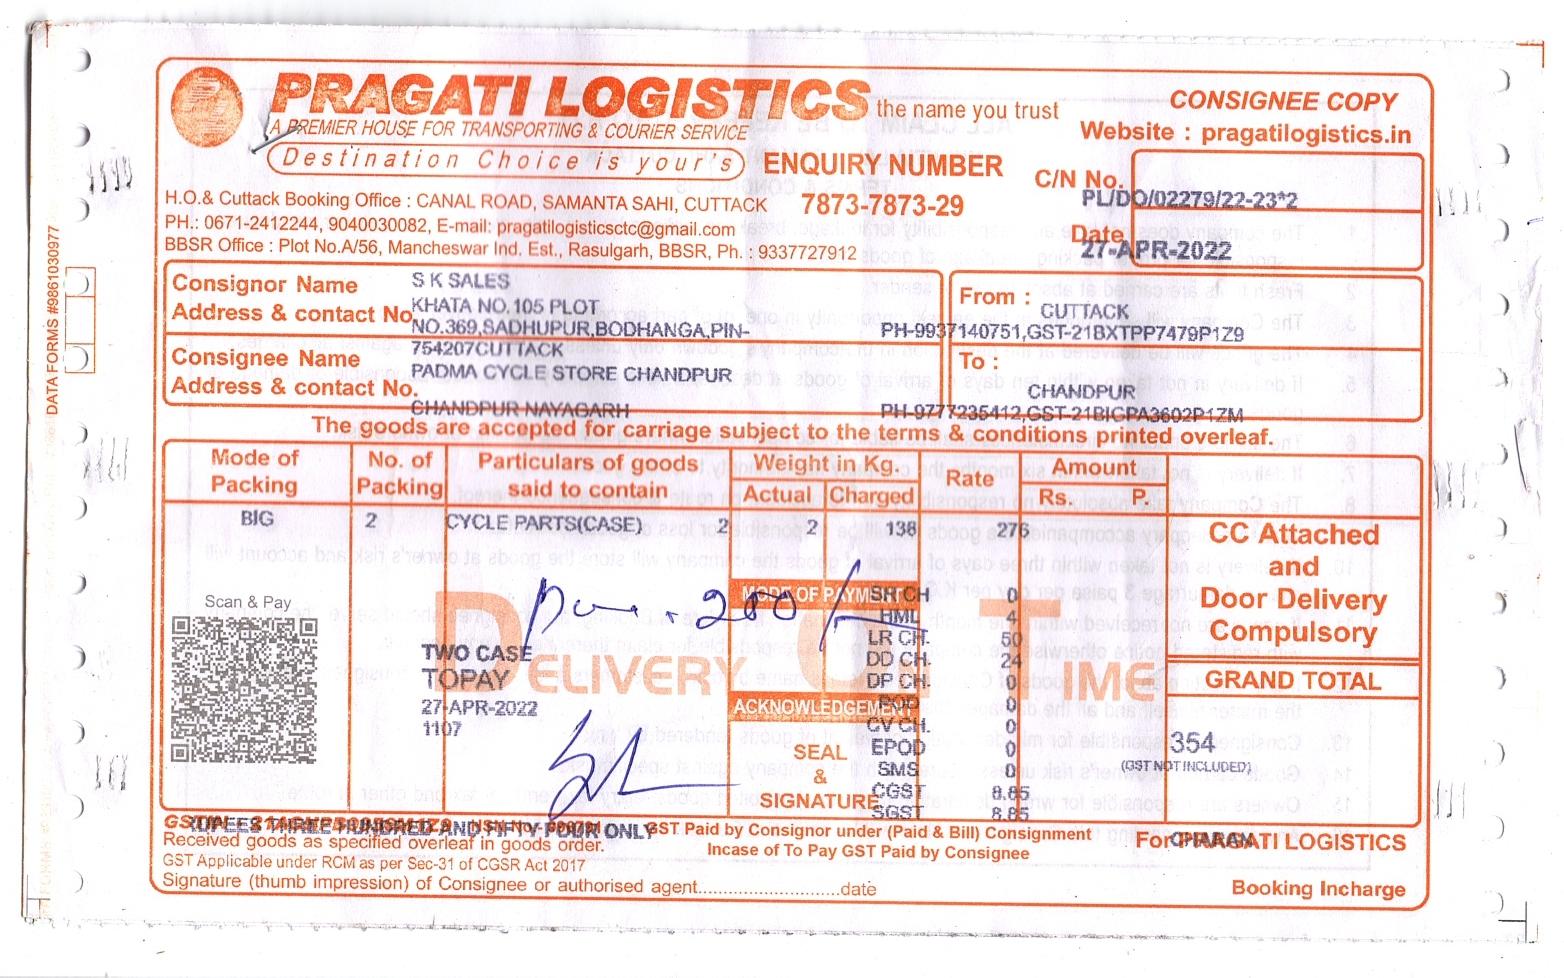 PRAGATI LOGISTICS the name you trust
A PREMIER HOUSE FOR TRANSPORTING & COURIER SERVICE
Destination Choice is your's
CONSIGNEE COPY
Website : pragatilogistics.in
ENQUIRY NUMBER
7873-7873-29
C/N No.
PL/DO/02279/22-23*2
Date
27-APR-2022
H.O.& Cuttack Booking Office : CANAL ROAD, SAMANTA SAHI, CUTTACK
PH.: 0671-2412244, 9040030082, E-mail: pragatilogisticsctc@gmail.com
BBSR Office : Plot No.A/56, Mancheswar Ind. Est., Rasulgarh, BBSR, Ph. : 9337727912
DATA FORMS #9861030977
Consignor Name
Address & contact No.
S K SALES
KHATA NO.105 PLOT
NO.369,SADHUPUR,BODHANGA,PIN-
754207CUTTACK
From :
CUTTACK
PH-9937140751,GST-21BXTPP7479P1Z9
Consignee Name
Address & contact No.
PADMA CYCLE STORE CHANDPUR
CHANDPUR NAYAGARH
To :
CHANDPUR
PH-9777235412,GST-21BICPA3602P1ZM
The goods are accepted for carriage subject to the terms & conditions printed overleaf.
Mode of Packing No. of Packing Particulars of goods said to contain Weight in Kg. Rate Amount
Actual Charged Rs. P.
BIG 2 CYCLE PARTS(CASE) 2 2 138 276
CC Attached
and
Door Delivery
Compulsory
GRAND TOTAL
354
(GST NOT INCLUDED)
Scan & Pay
DELIVERY TIME
200/
TWO CASE
TOPAY
27-APR-2022
1107
MODE OF PAYMENT
SR CH 0
HML 4
LR CH. 50
DD CH. 24
DP CH. 0
ACKNOWLEDGEMENT
0
CV CH. 0
EPOD 0
SMS 0
CGST 8.85
SGST 8.85
SEAL
&
SIGNATURE
RUPEES THREE HUNDRED AND FIFTY FOUR ONLY
GST Paid by Consignor under (Paid & Bill) Consignment
Incase of To Pay GST Paid by Consignee
Received goods as specified overleaf in goods order.
GST Applicable under RCM as per Sec-31 of CGSR Act 2017
Signature (thumb impression) of Consignee or authorised agent..............................date
CHARAN
For PRAGATI LOGISTICS
Booking Incharge